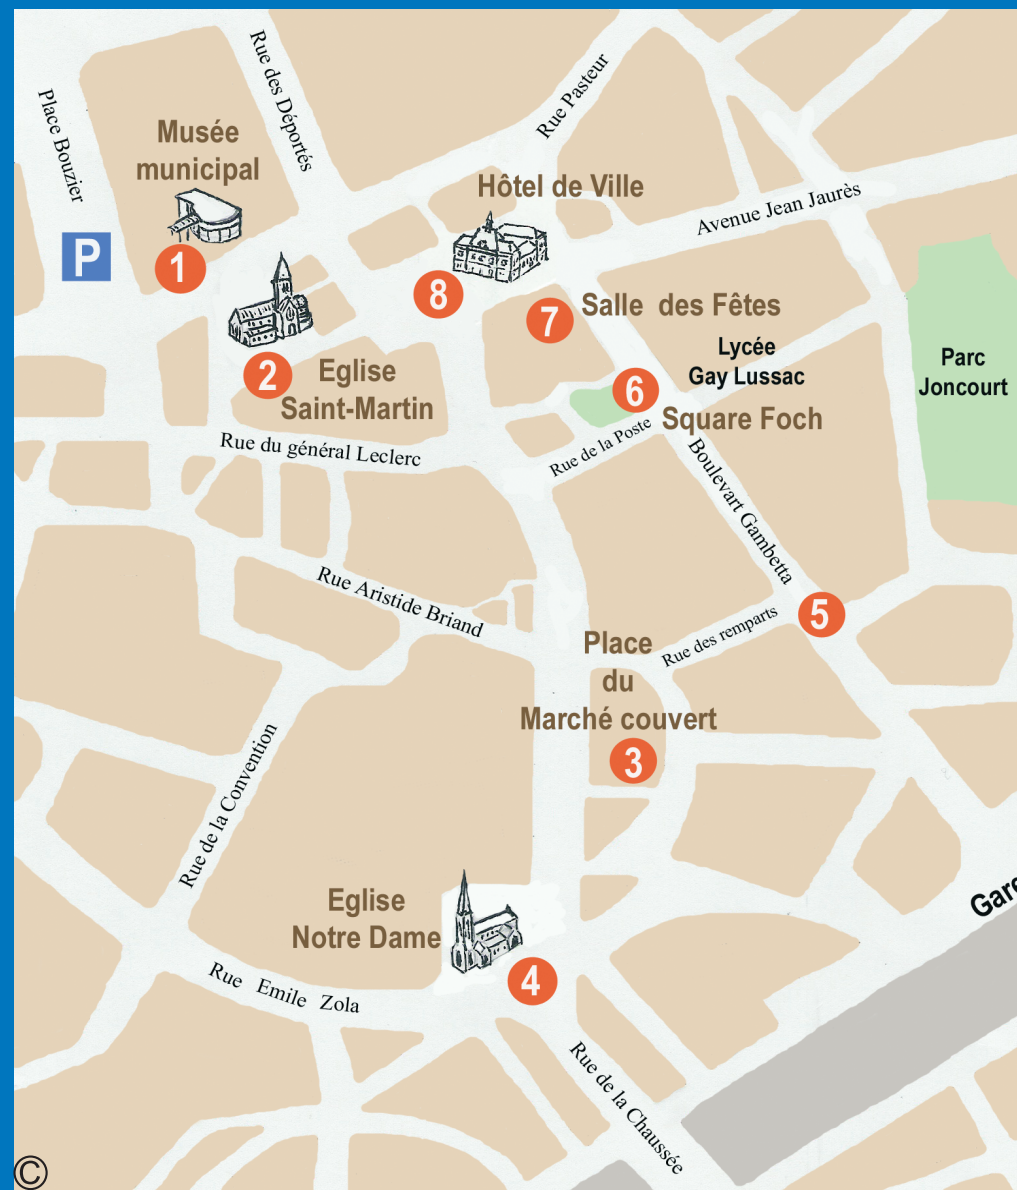 Place Bouzier
Rue des Déportés
Rue Pasteur
Musée
municipal
P
1
Hôtel de Ville
8
Avenue Jean Jaurès
7
Salle des Fêtes
2
Eglise
Saint-Martin
Lycée
Gay Lussac
6
Square Foch
Parc
Joncourt
Rue du général Leclerc
Rue de la Poste
Boulevart Gambetta
Rue Aristide Briand
5
Rue des remparts
Place
du
Marché couvert
3
Rue de la Convention
Eglise
Notre Dame
4
Gare
Rue Emile Zola
Rue de la Chaussée
©